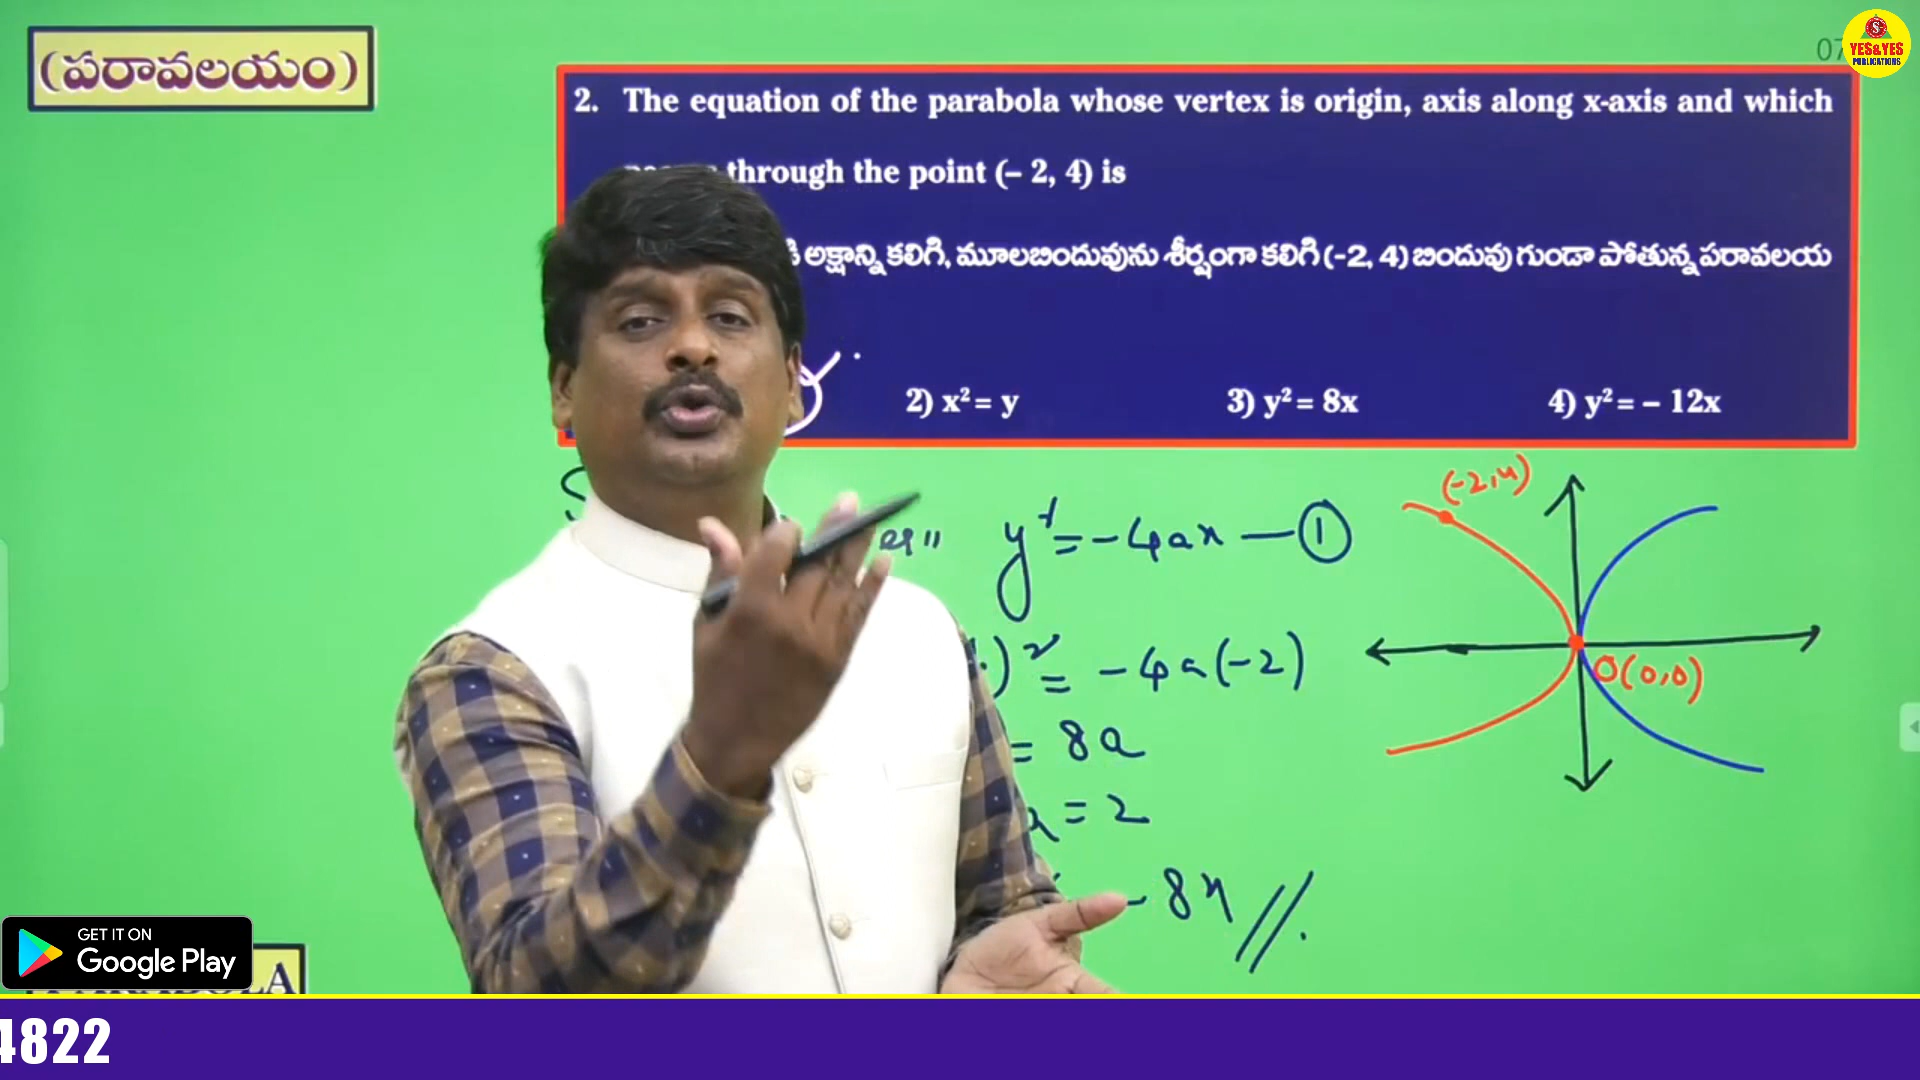 (పరావలయం)
07
YES&YES
PUBLICATIONS
2. The equation of the parabola whose vertex is origin, axis along x-axis and which
through the point (– 2, 4) is
అక్షాన్ని కలిగి, మూలబిందువును శీర్షంగా కలిగి (-2, 4) బిందువు గుండా పోతున్న పరావలయ
2) x² = y 3) y² = 8x 4) y² = – 12x
(-2,4)
y² = -4ax — ①
)² = -4a(-2)
O(0,0)
= 8a
a = 2
- 8x //.
GET IT ON
Google Play
4822